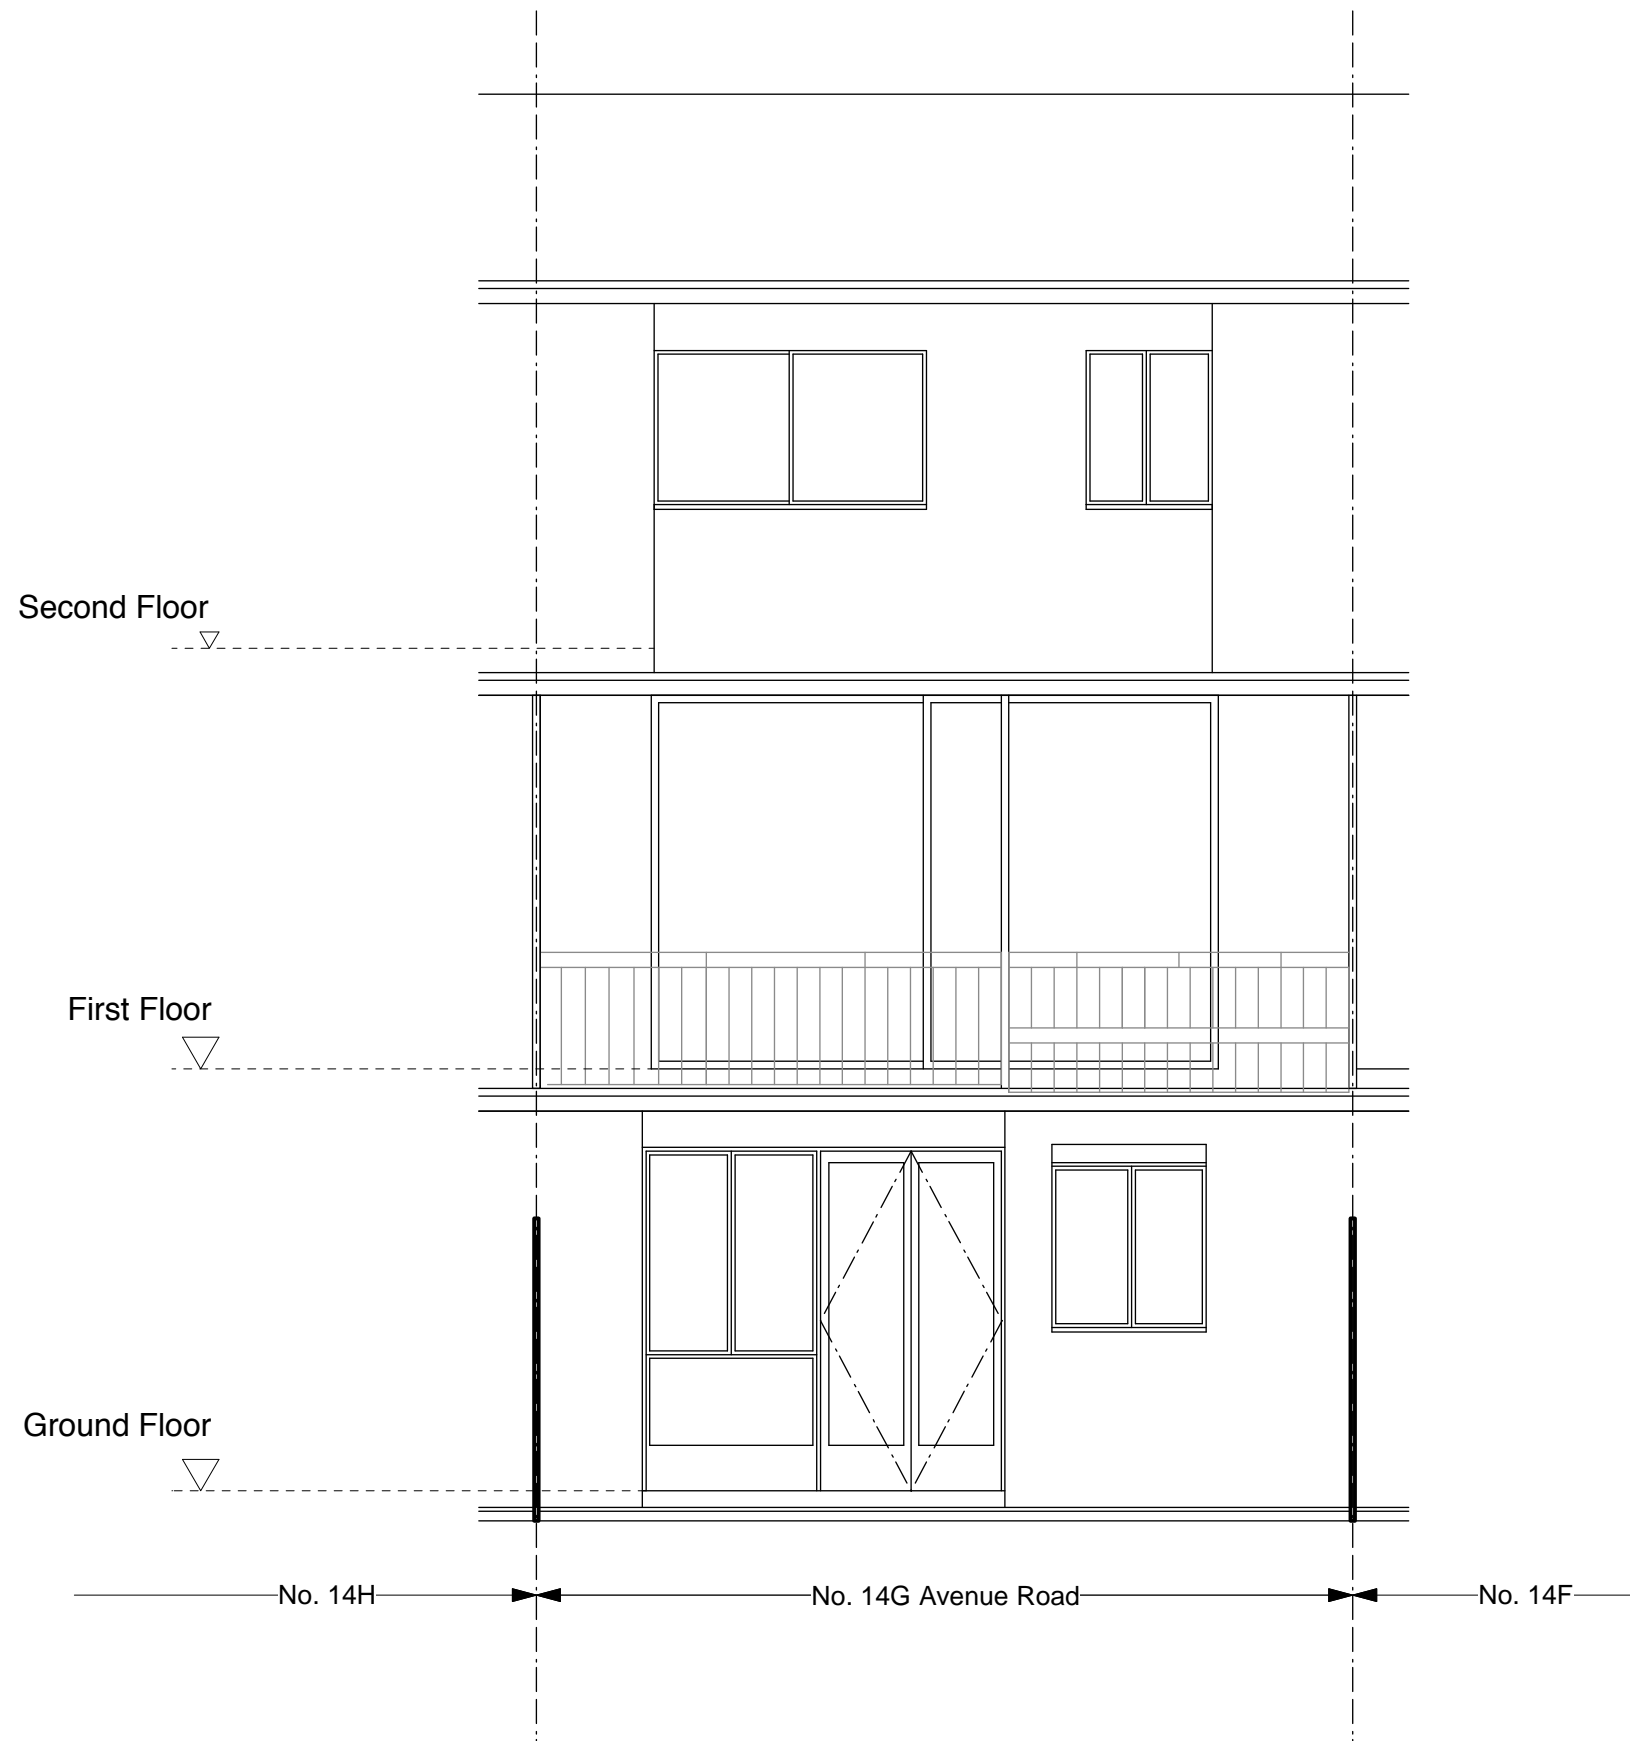 Second Floor
First Floor
Ground Floor
No. 14H
No. 14G Avenue Road
No. 14F